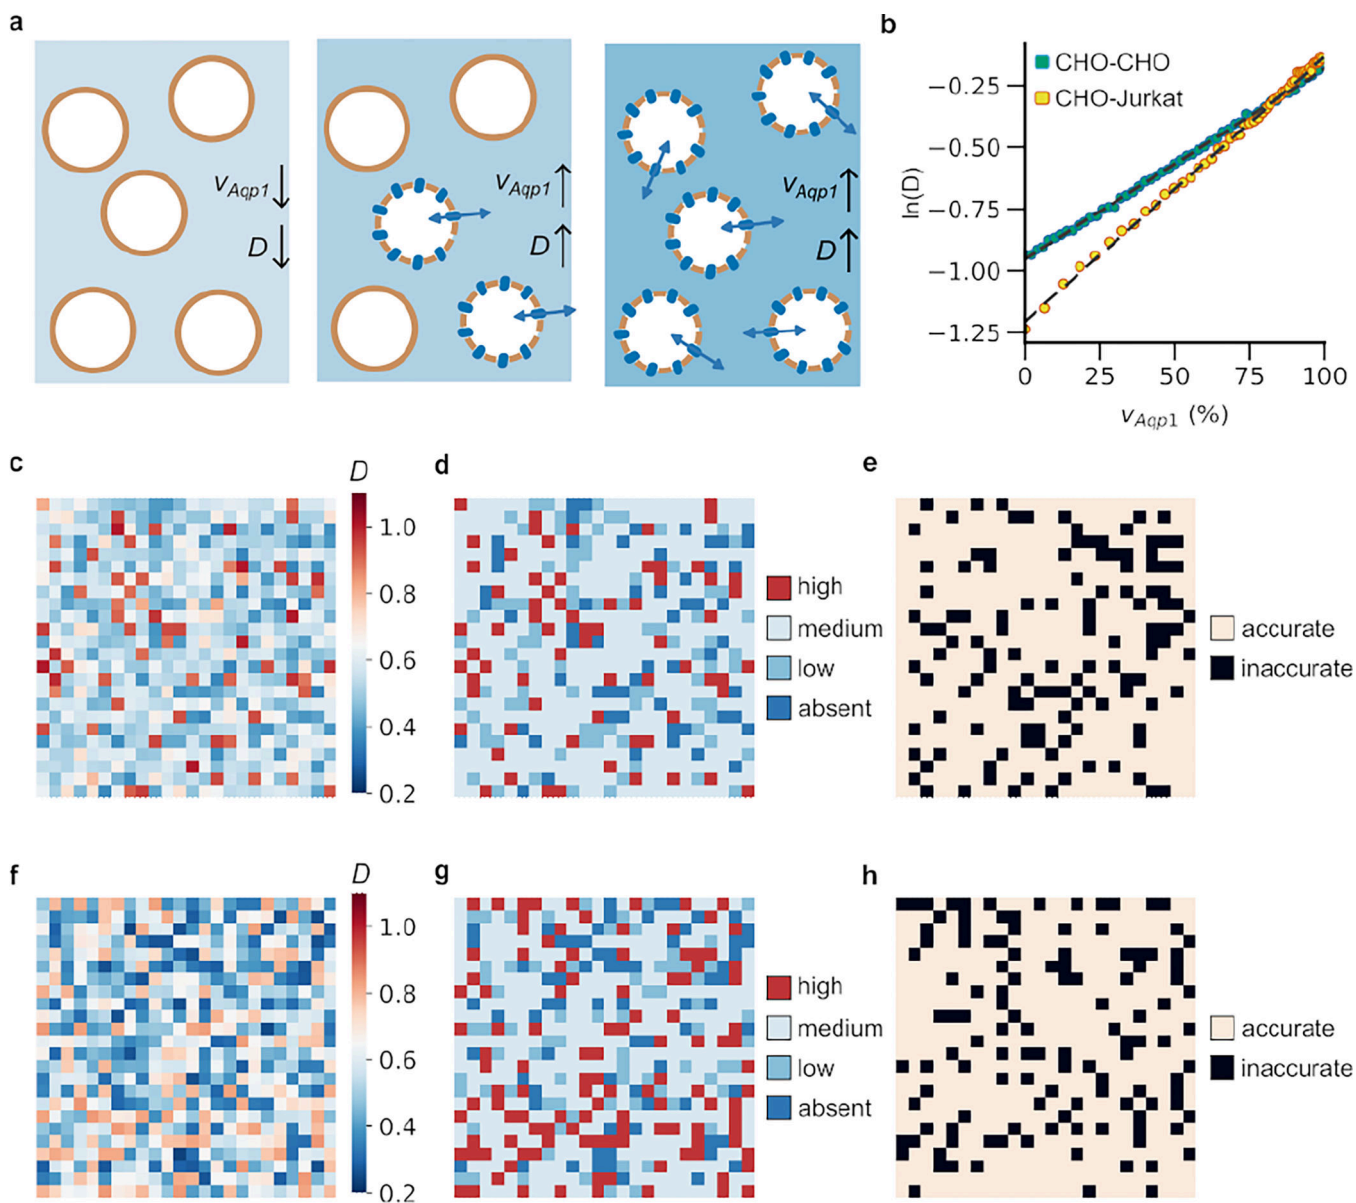 a
v_Aqp1 ↓
D ↓
v_Aqp1 ↑
D ↑
v_Aqp1 ↑
D ↑
b
CHO-CHO
CHO-Jurkat
ln(D)
−0.25
−0.50
−0.75
−1.00
−1.25
0 25 50 75 100
v_Aqp1 (%)
c
D
1.0
0.8
0.6
0.4
0.2
d
high
medium
low
absent
e
accurate
inaccurate
f
D
1.0
0.8
0.6
0.4
0.2
g
high
medium
low
absent
h
accurate
inaccurate